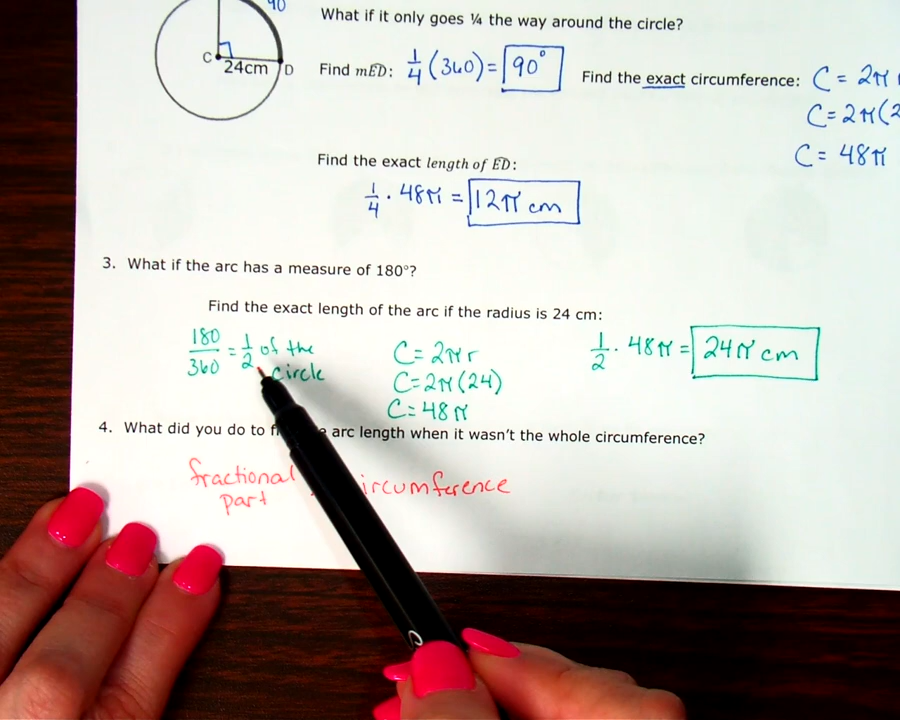 90
What if it only goes ¼ the way around the circle?
C
24cm
D
Find mED: 1/4 (360) = 90°
Find the exact circumference: C = 2π
C = 2π(2
C = 48π
Find the exact length of ED:
1/4 · 48π = 12π cm
3. What if the arc has a measure of 180°?
Find the exact length of the arc if the radius is 24 cm:
180/360 = 1/2 of the circle
C = 2πr
C = 2π(24)
C = 48π
1/2 · 48π = 24π cm
4. What did you do to arc length when it wasn't the whole circumference?
fractional part ircumference